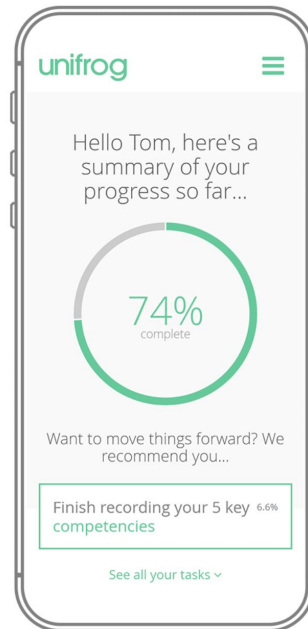 unifrog
Hello Tom, here's a
summary of your
progress so far...
74%
complete
Want to move things forward? We
recommend you...
Finish recording your 5 key 6.6%
competencies
See all your tasks